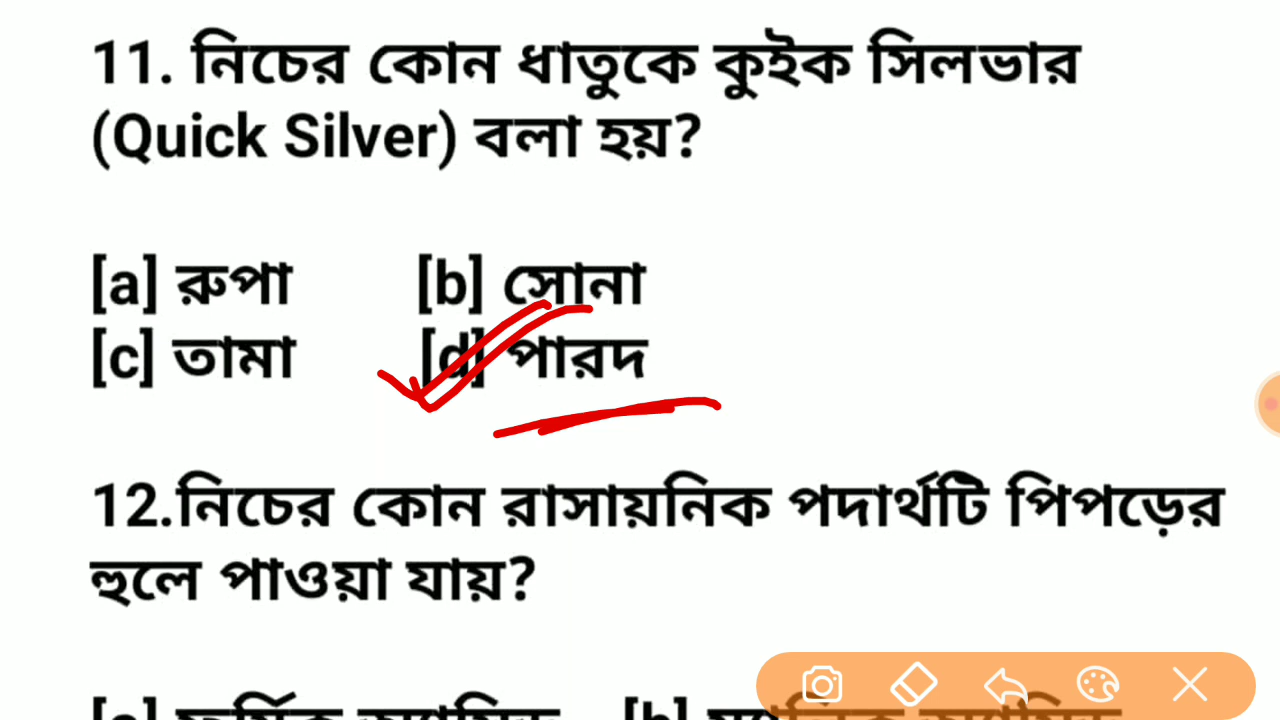 11. নিচের কোন ধাতুকে কুইক সিলভার
(Quick Silver) বলা হয়?
[a] রুপা [b] সোনা
[c] তামা [d] পারদ
12.নিচের কোন রাসায়নিক পদার্থটি পিপড়ের
হুলে পাওয়া যায়?